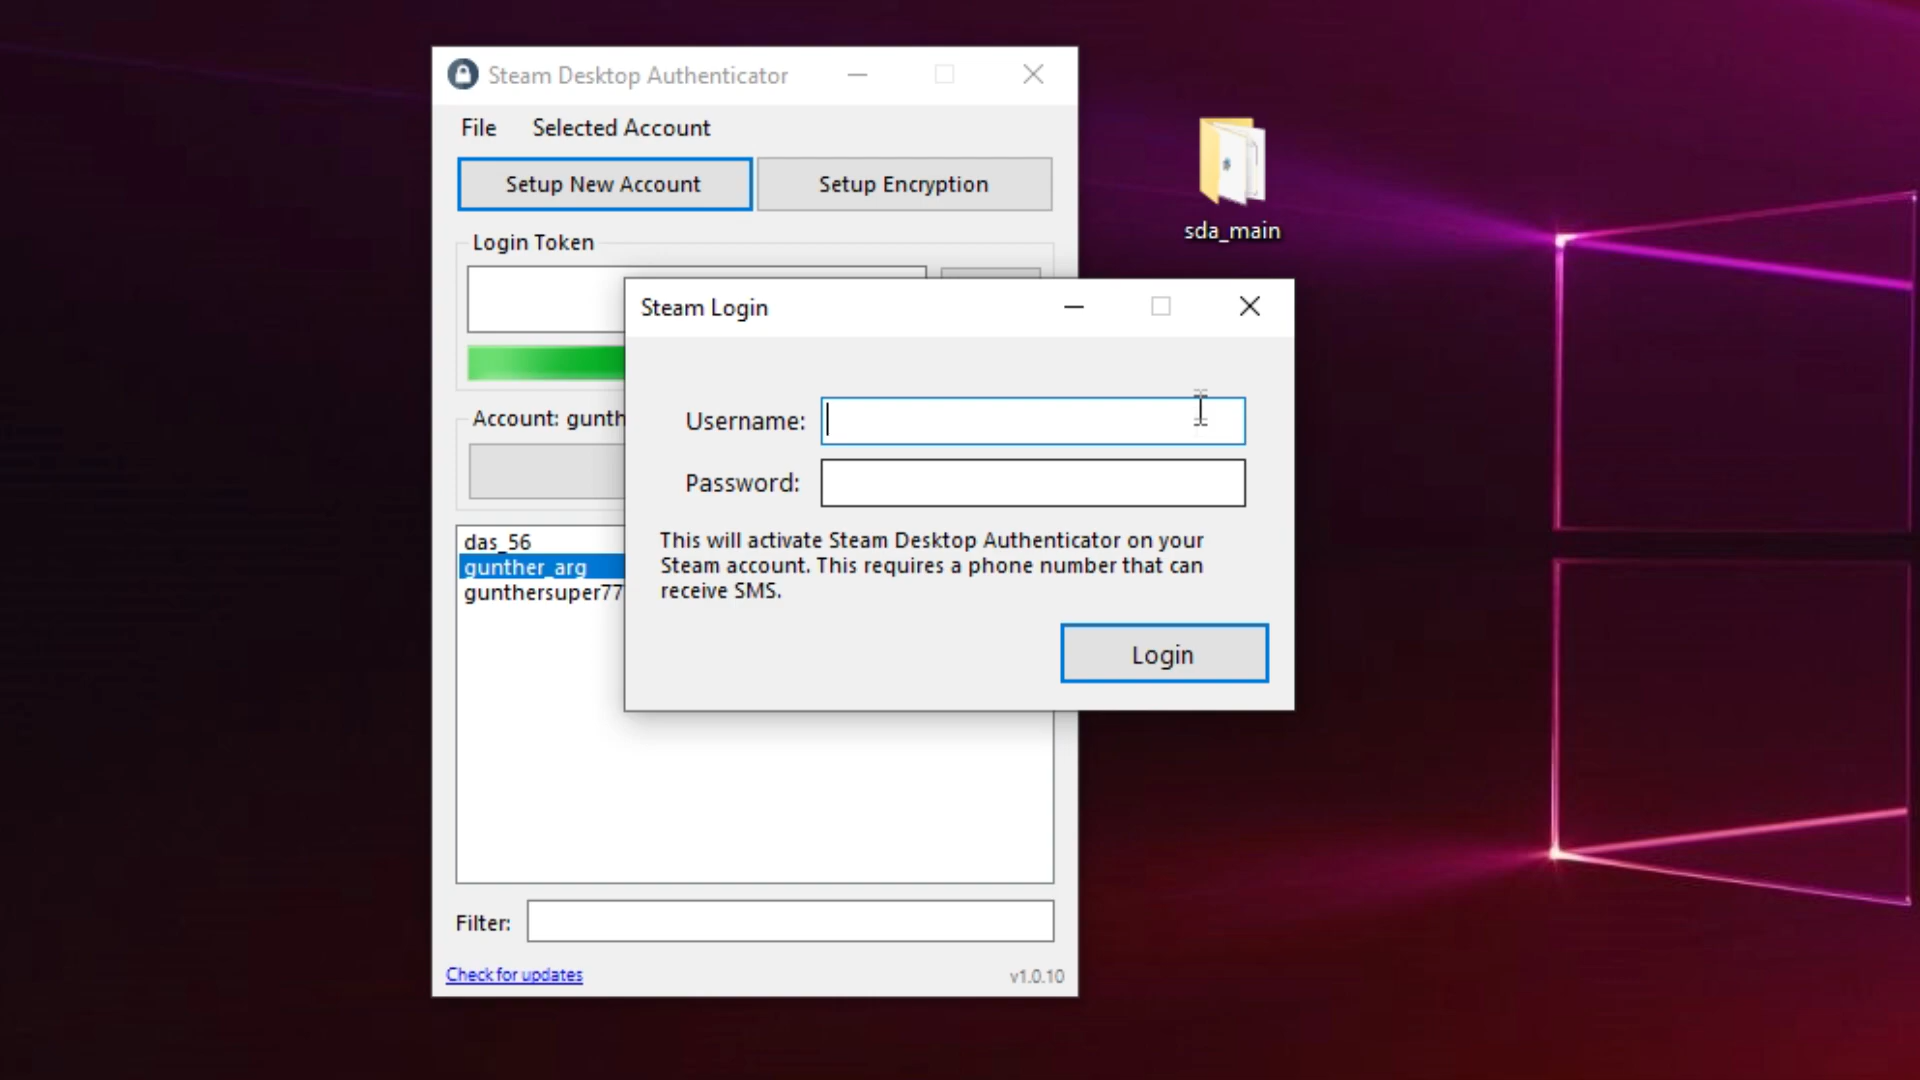 Steam Desktop Authenticator
File Selected Account
Setup New Account Setup Encryption
Login Token
sda_main
Steam Login
Username:
Account: gunth
Password:
das_56
gunther_arg
gunthersuper77
This will activate Steam Desktop Authenticator on your
Steam account. This requires a phone number that can
receive SMS.
Login
Filter:
Check for updates v1.0.10